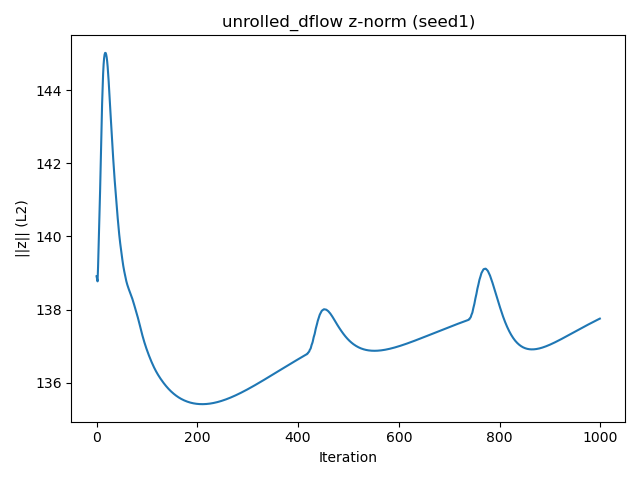 unrolled_dflow z-norm (seed1)
||z|| (L2)
144
142
140
138
136
0 200 400 600 800 1000
Iteration